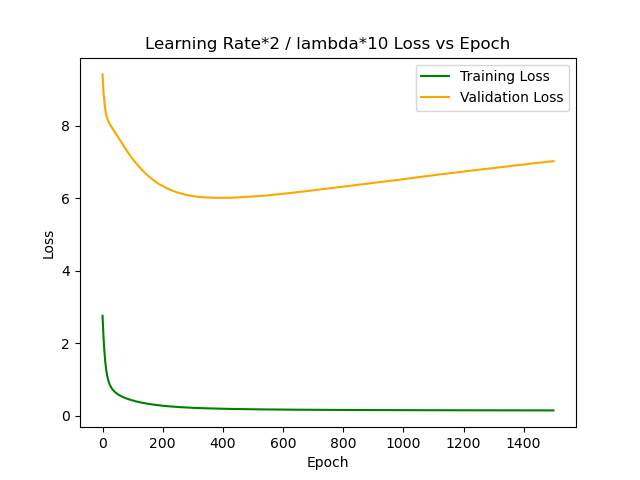 Learning Rate*2 / lambda*10 Loss vs Epoch
Training Loss
Validation Loss
Loss
8
6
4
2
0
0 200 400 600 800 1000 1200 1400
Epoch